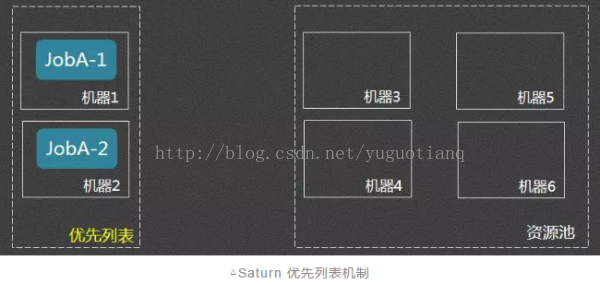 JobA-1
机器1
JobA-2
机器2
优先列表
机器3
机器5
机器4
机器6
资源池
http://blog.csdn.net/yuguotianq
△Saturn 优先列表机制